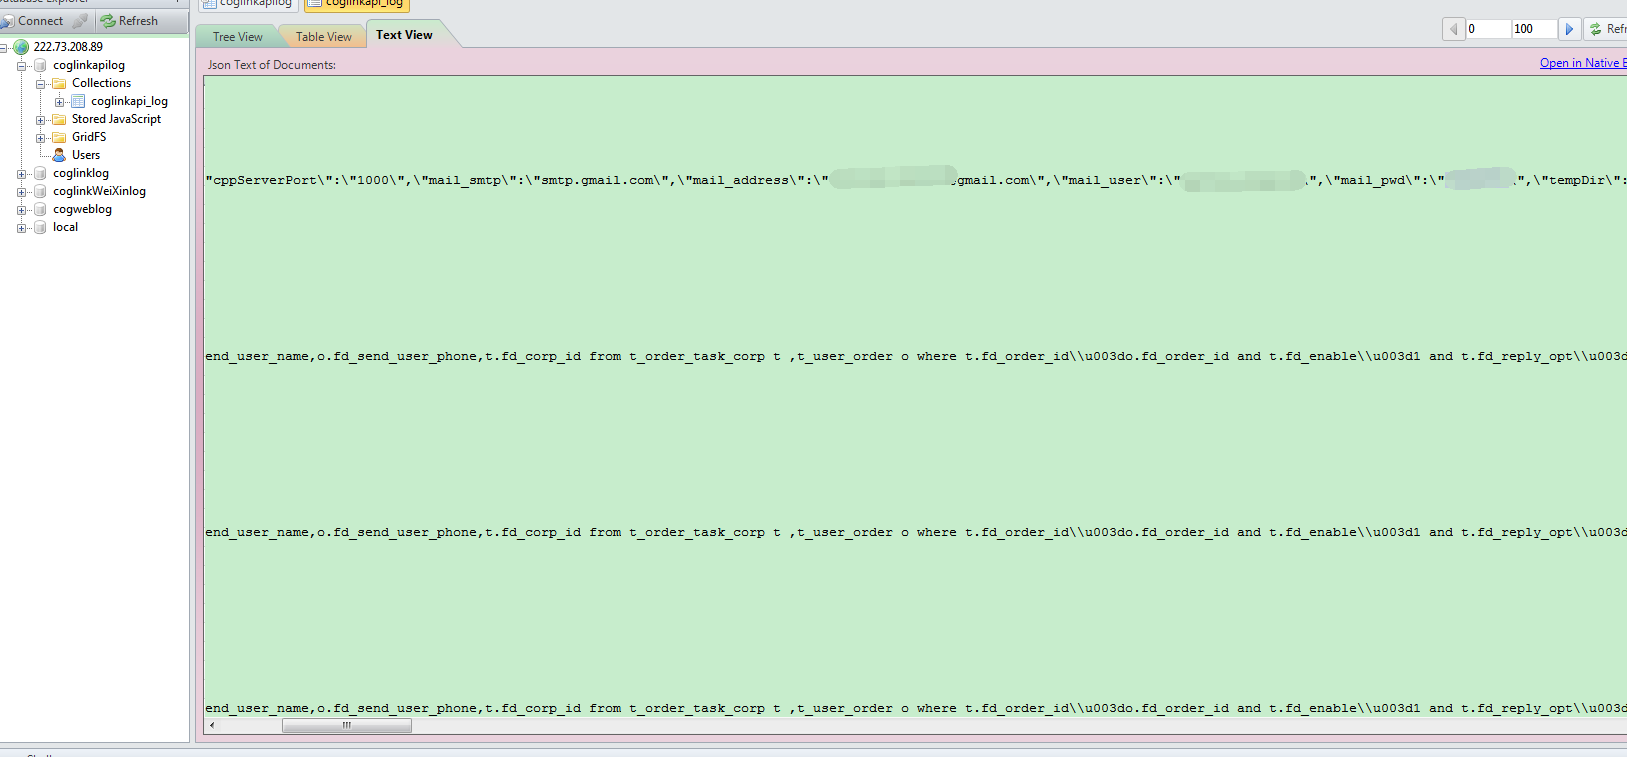 Database Explorer
Connect
Refresh
222.73.208.89
coglinkapilog
Collections
coglinkapi_log
Stored JavaScript
GridFS
Users
coglinklog
coglinkWeiXinlog
cogweblog
local
coglinkapilog
coglinkapi_log
Tree View
Table View
Text View
0
100
Refr
Json Text of Documents:
Open in Native E
"cppServerPort\":\"1000\",\"mail_smtp\":\"smtp.gmail.com\",\"mail_address\":\" gmail.com\",\"mail_user\":\" \",\"mail_pwd\":\" \",\"tempDir\":
end_user_name,o.fd_send_user_phone,t.fd_corp_id from t_order_task_corp t ,t_user_order o where t.fd_order_id\\u003do.fd_order_id and t.fd_enable\\u003d1 and t.fd_reply_opt\\u003d
end_user_name,o.fd_send_user_phone,t.fd_corp_id from t_order_task_corp t ,t_user_order o where t.fd_order_id\\u003do.fd_order_id and t.fd_enable\\u003d1 and t.fd_reply_opt\\u003d
end_user_name,o.fd_send_user_phone,t.fd_corp_id from t_order_task_corp t ,t_user_order o where t.fd_order_id\\u003do.fd_order_id and t.fd_enable\\u003d1 and t.fd_reply_opt\\u003d